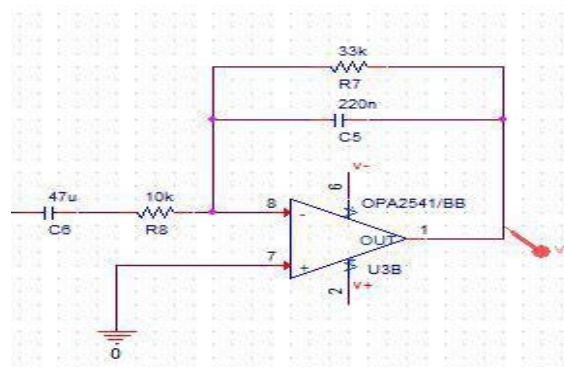 33k
R7
220n
C5
V-
6
OPA2541/BB
47u
C6
10k
R8
8
-
OUT
1
7
+
U3B
2
V+
0
V